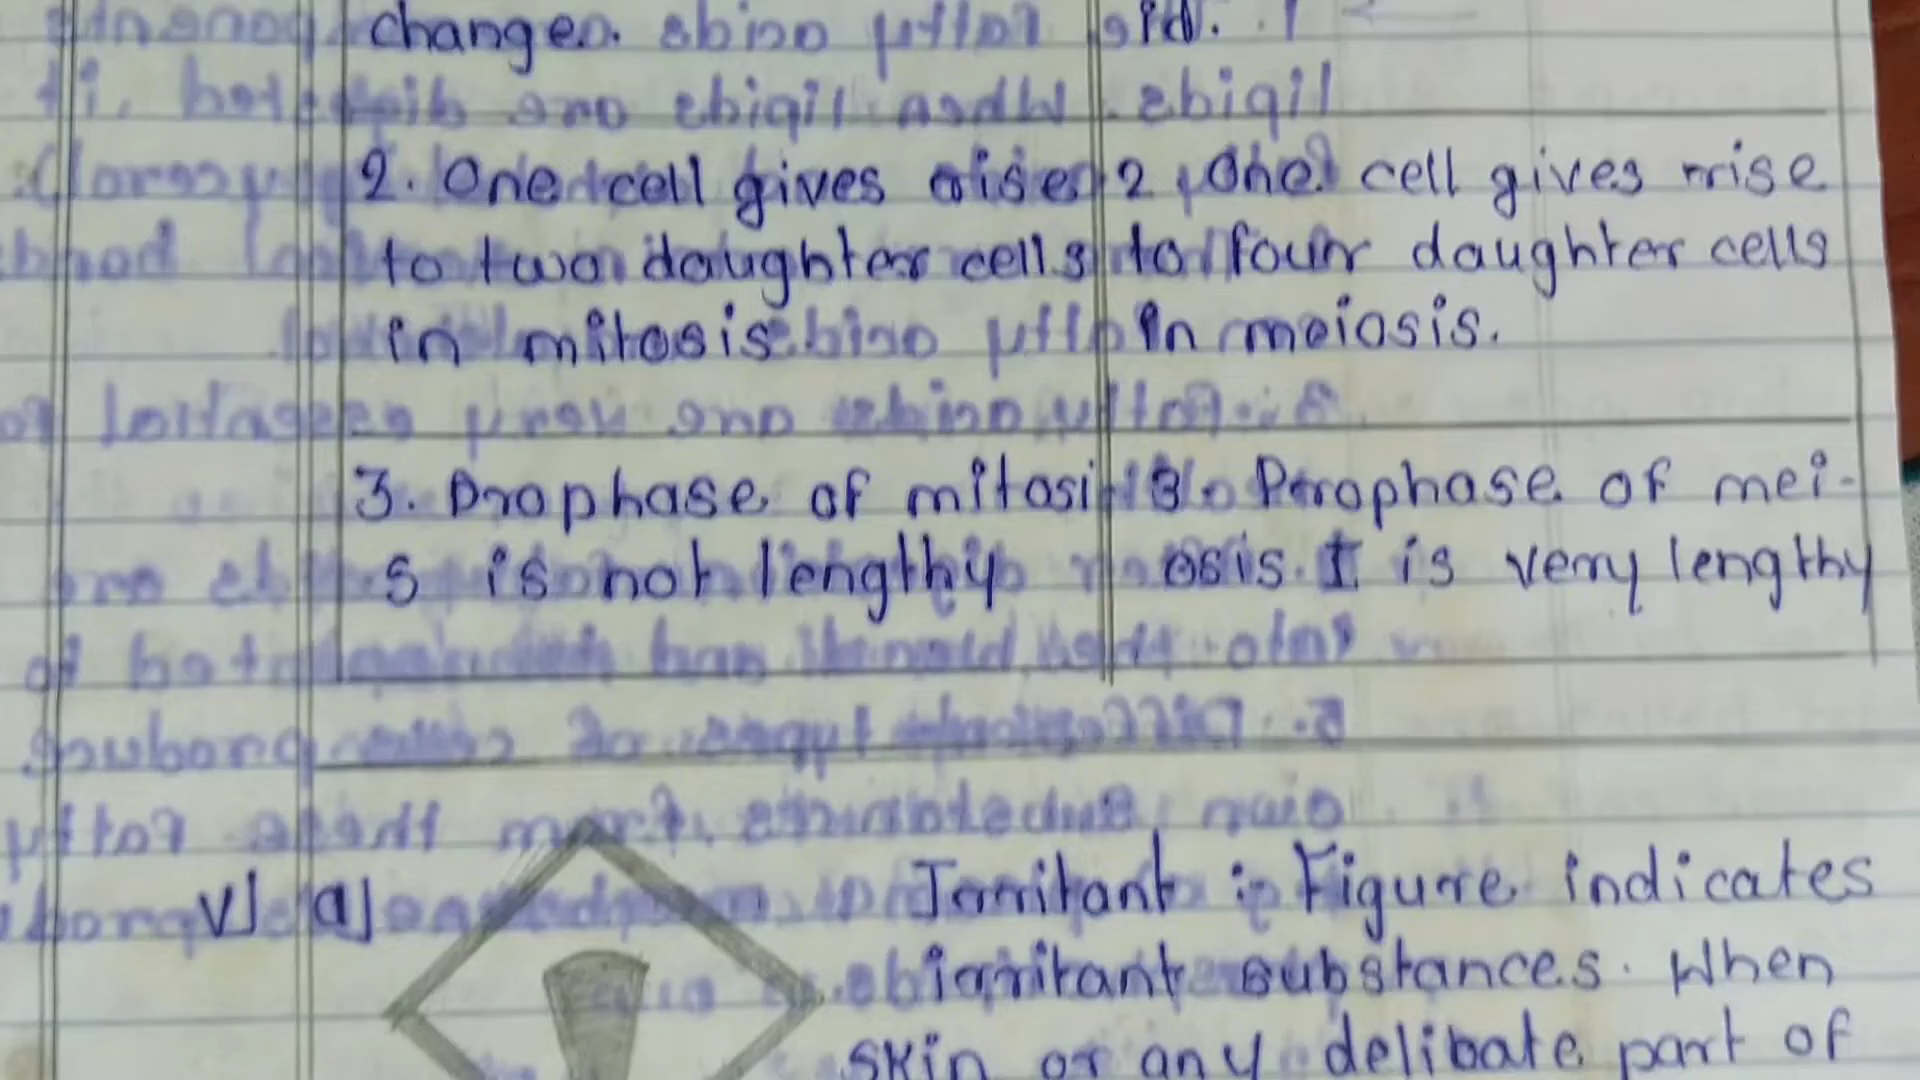 changes.
2. One cell gives rise
to two daughter cells
in mitosis
3. Prophase of mitosi
s is not lengthy
2, One cell gives rise
to four daughter cells
in meiosis.
3. Prophase of mei-
osis. I is very lengthy
V] a]
Irritant : Figure indicates
irritant substances. When
skin or any delibate part of